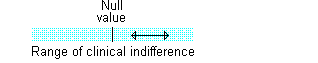 Null
value
Range of clinical indifference